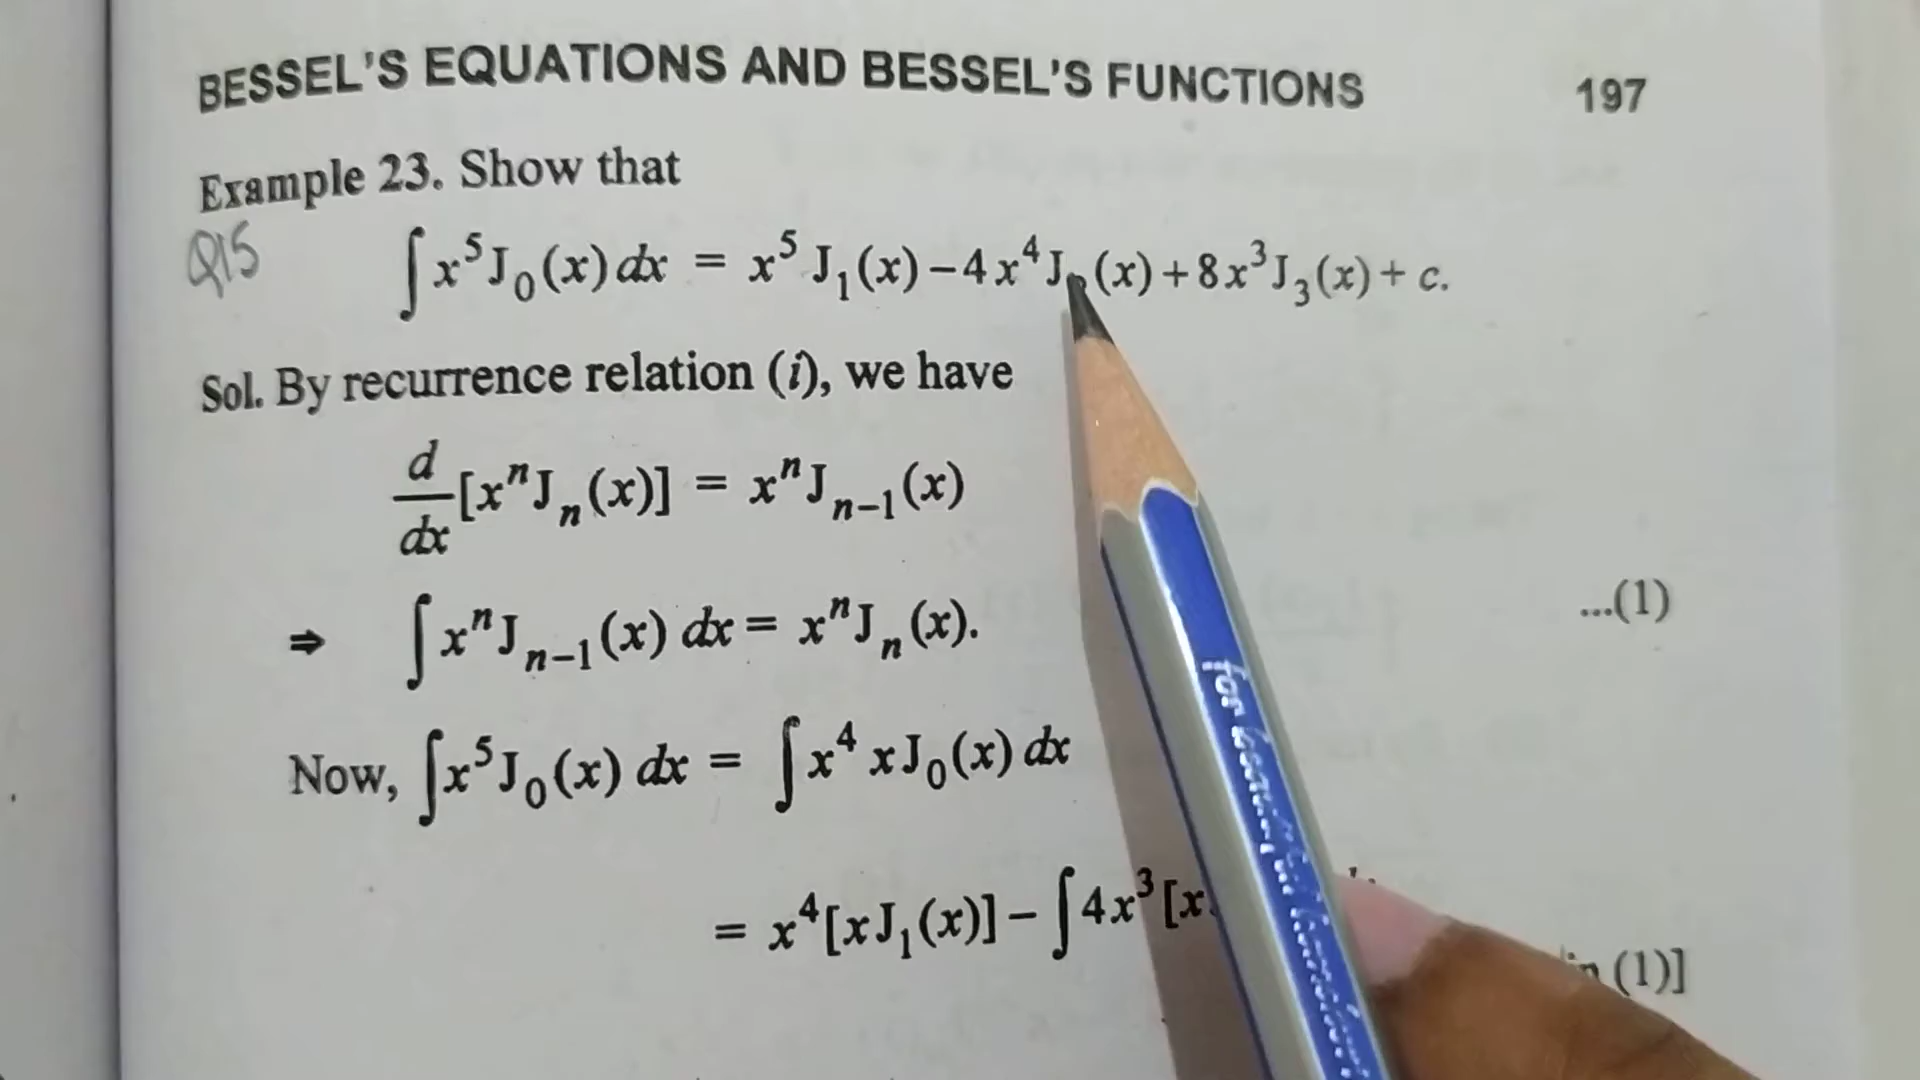 BESSEL'S EQUATIONS AND BESSEL'S FUNCTIONS 197
Example 23. Show that
Q15 ∫x⁵J₀(x)dx = x⁵J₁(x) – 4x⁴J (x) + 8x³J₃(x) + c.
Sol. By recurrence relation (i), we have
d/dx [xⁿJₙ(x)] = xⁿJₙ₋₁(x)
⇒ ∫xⁿJₙ₋₁(x) dx = xⁿJₙ(x). ...(1)
Now, ∫x⁵J₀(x) dx = ∫x⁴ xJ₀(x) dx
= x⁴[xJ₁(x)] – ∫4x³[x
(1)]
For